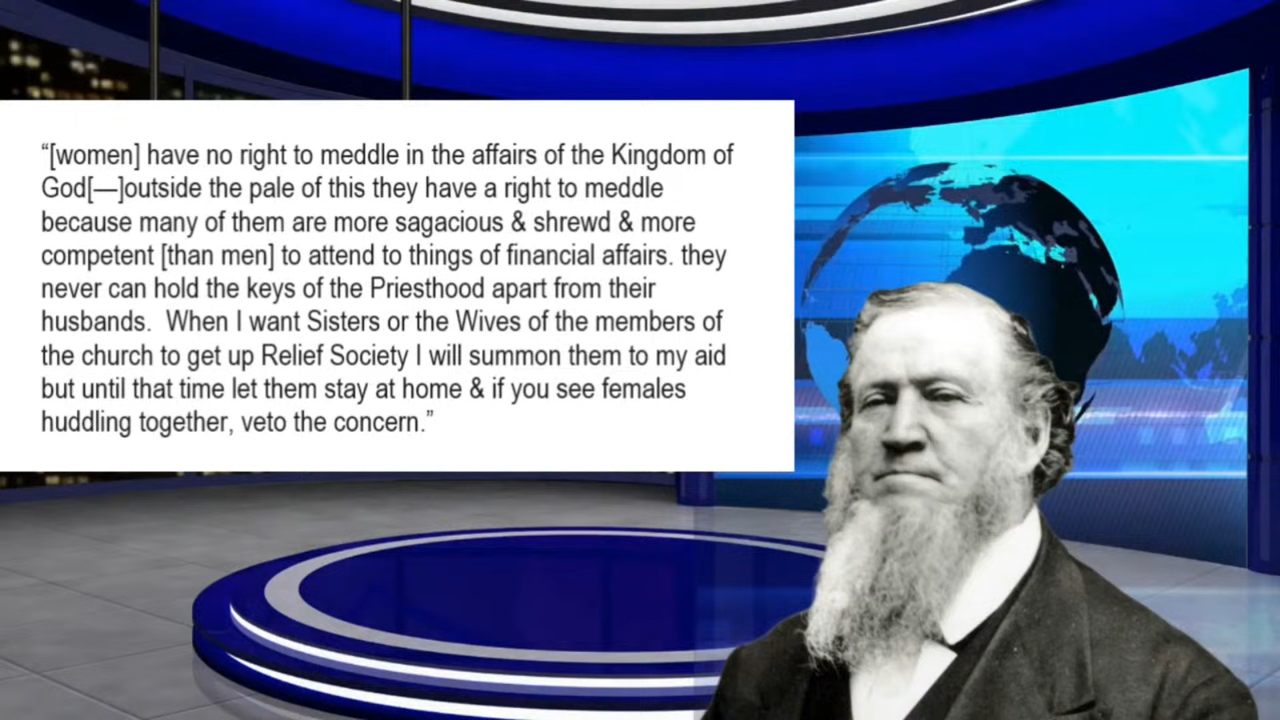 “[women] have no right to meddle in the affairs of the Kingdom of
God[—]outside the pale of this they have a right to meddle
because many of them are more sagacious & shrewd & more
competent [than men] to attend to things of financial affairs. they
never can hold the keys of the Priesthood apart from their
husbands.  When I want Sisters or the Wives of the members of
the church to get up Relief Society I will summon them to my aid
but until that time let them stay at home & if you see females
huddling together, veto the concern.”